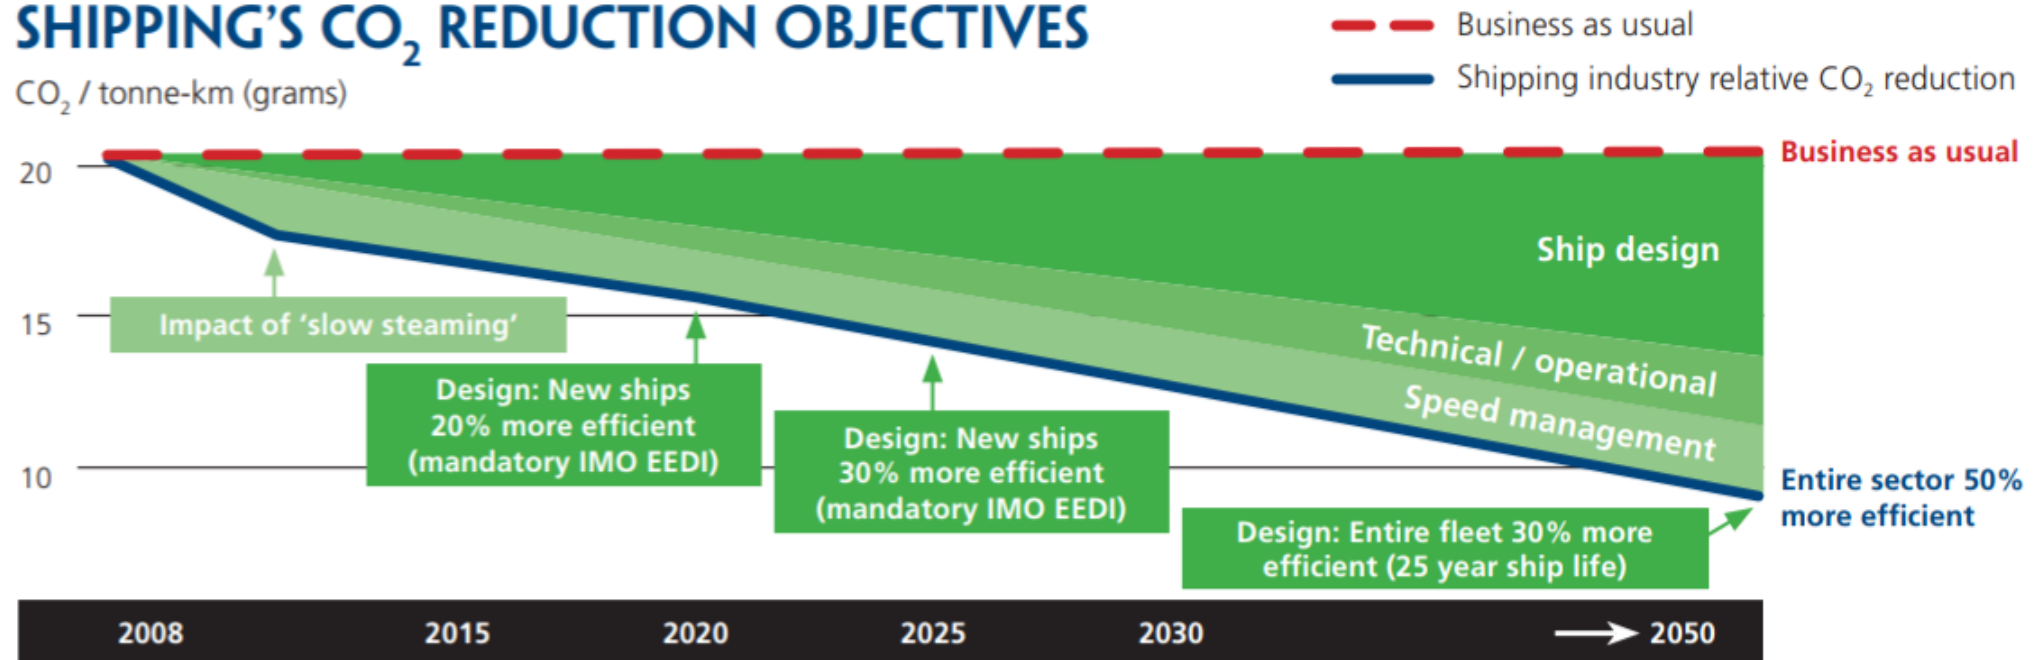 SHIPPING'S CO₂ REDUCTION OBJECTIVES
CO₂ / tonne-km (grams)
Business as usual
Shipping industry relative CO₂ reduction
20
15
10
Business as usual
Ship design
Technical / operational
Speed management
Impact of ‘slow steaming’
Design: New ships
20% more efficient
(mandatory IMO EEDI)
Design: New ships
30% more efficient
(mandatory IMO EEDI)
Design: Entire fleet 30% more
efficient (25 year ship life)
Entire sector 50%
more efficient
2008 2015 2020 2025 2030 2050